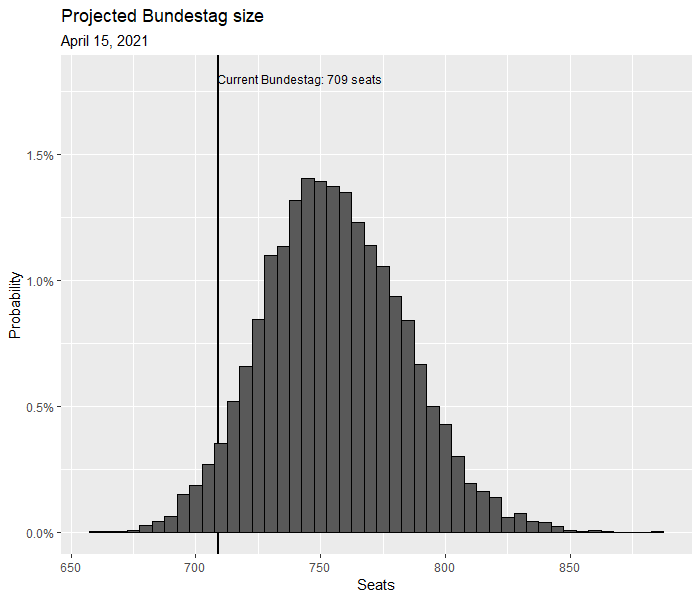 Projected Bundestag size
April 15, 2021
Current Bundestag: 709 seats
1.5%
1.0%
0.5%
0.0%
Probability
650 700 750 800 850
Seats